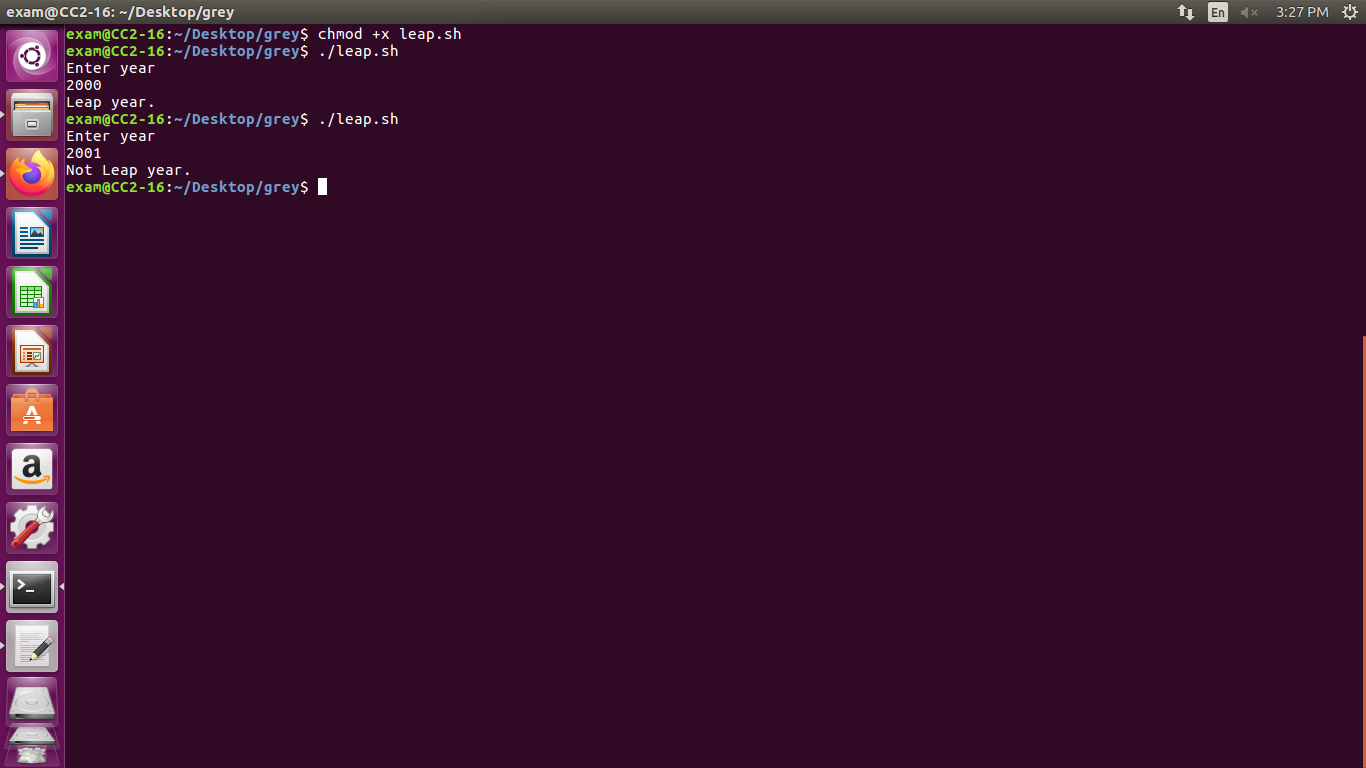 exam@CC2-16: ~/Desktop/grey
En
3:27 PM
exam@CC2-16:~/Desktop/grey$ chmod +x leap.sh
exam@CC2-16:~/Desktop/grey$ ./leap.sh
Enter year
2000
Leap year.
exam@CC2-16:~/Desktop/grey$ ./leap.sh
Enter year
2001
Not Leap year.
exam@CC2-16:~/Desktop/grey$